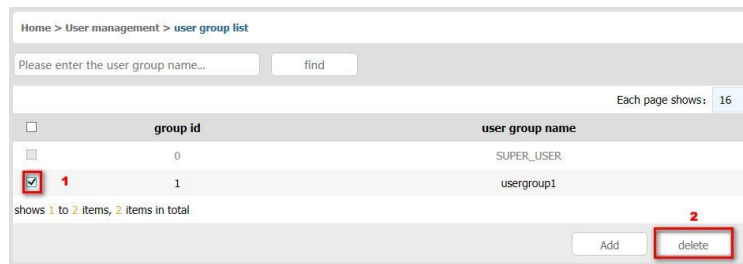 Home > User management > user group list
Please enter the user group name... find
Each page shows: 16
group id user group name
0 SUPER_USER
1 1 usergroup1
shows 1 to 2 items, 2 items in total
2
Add delete